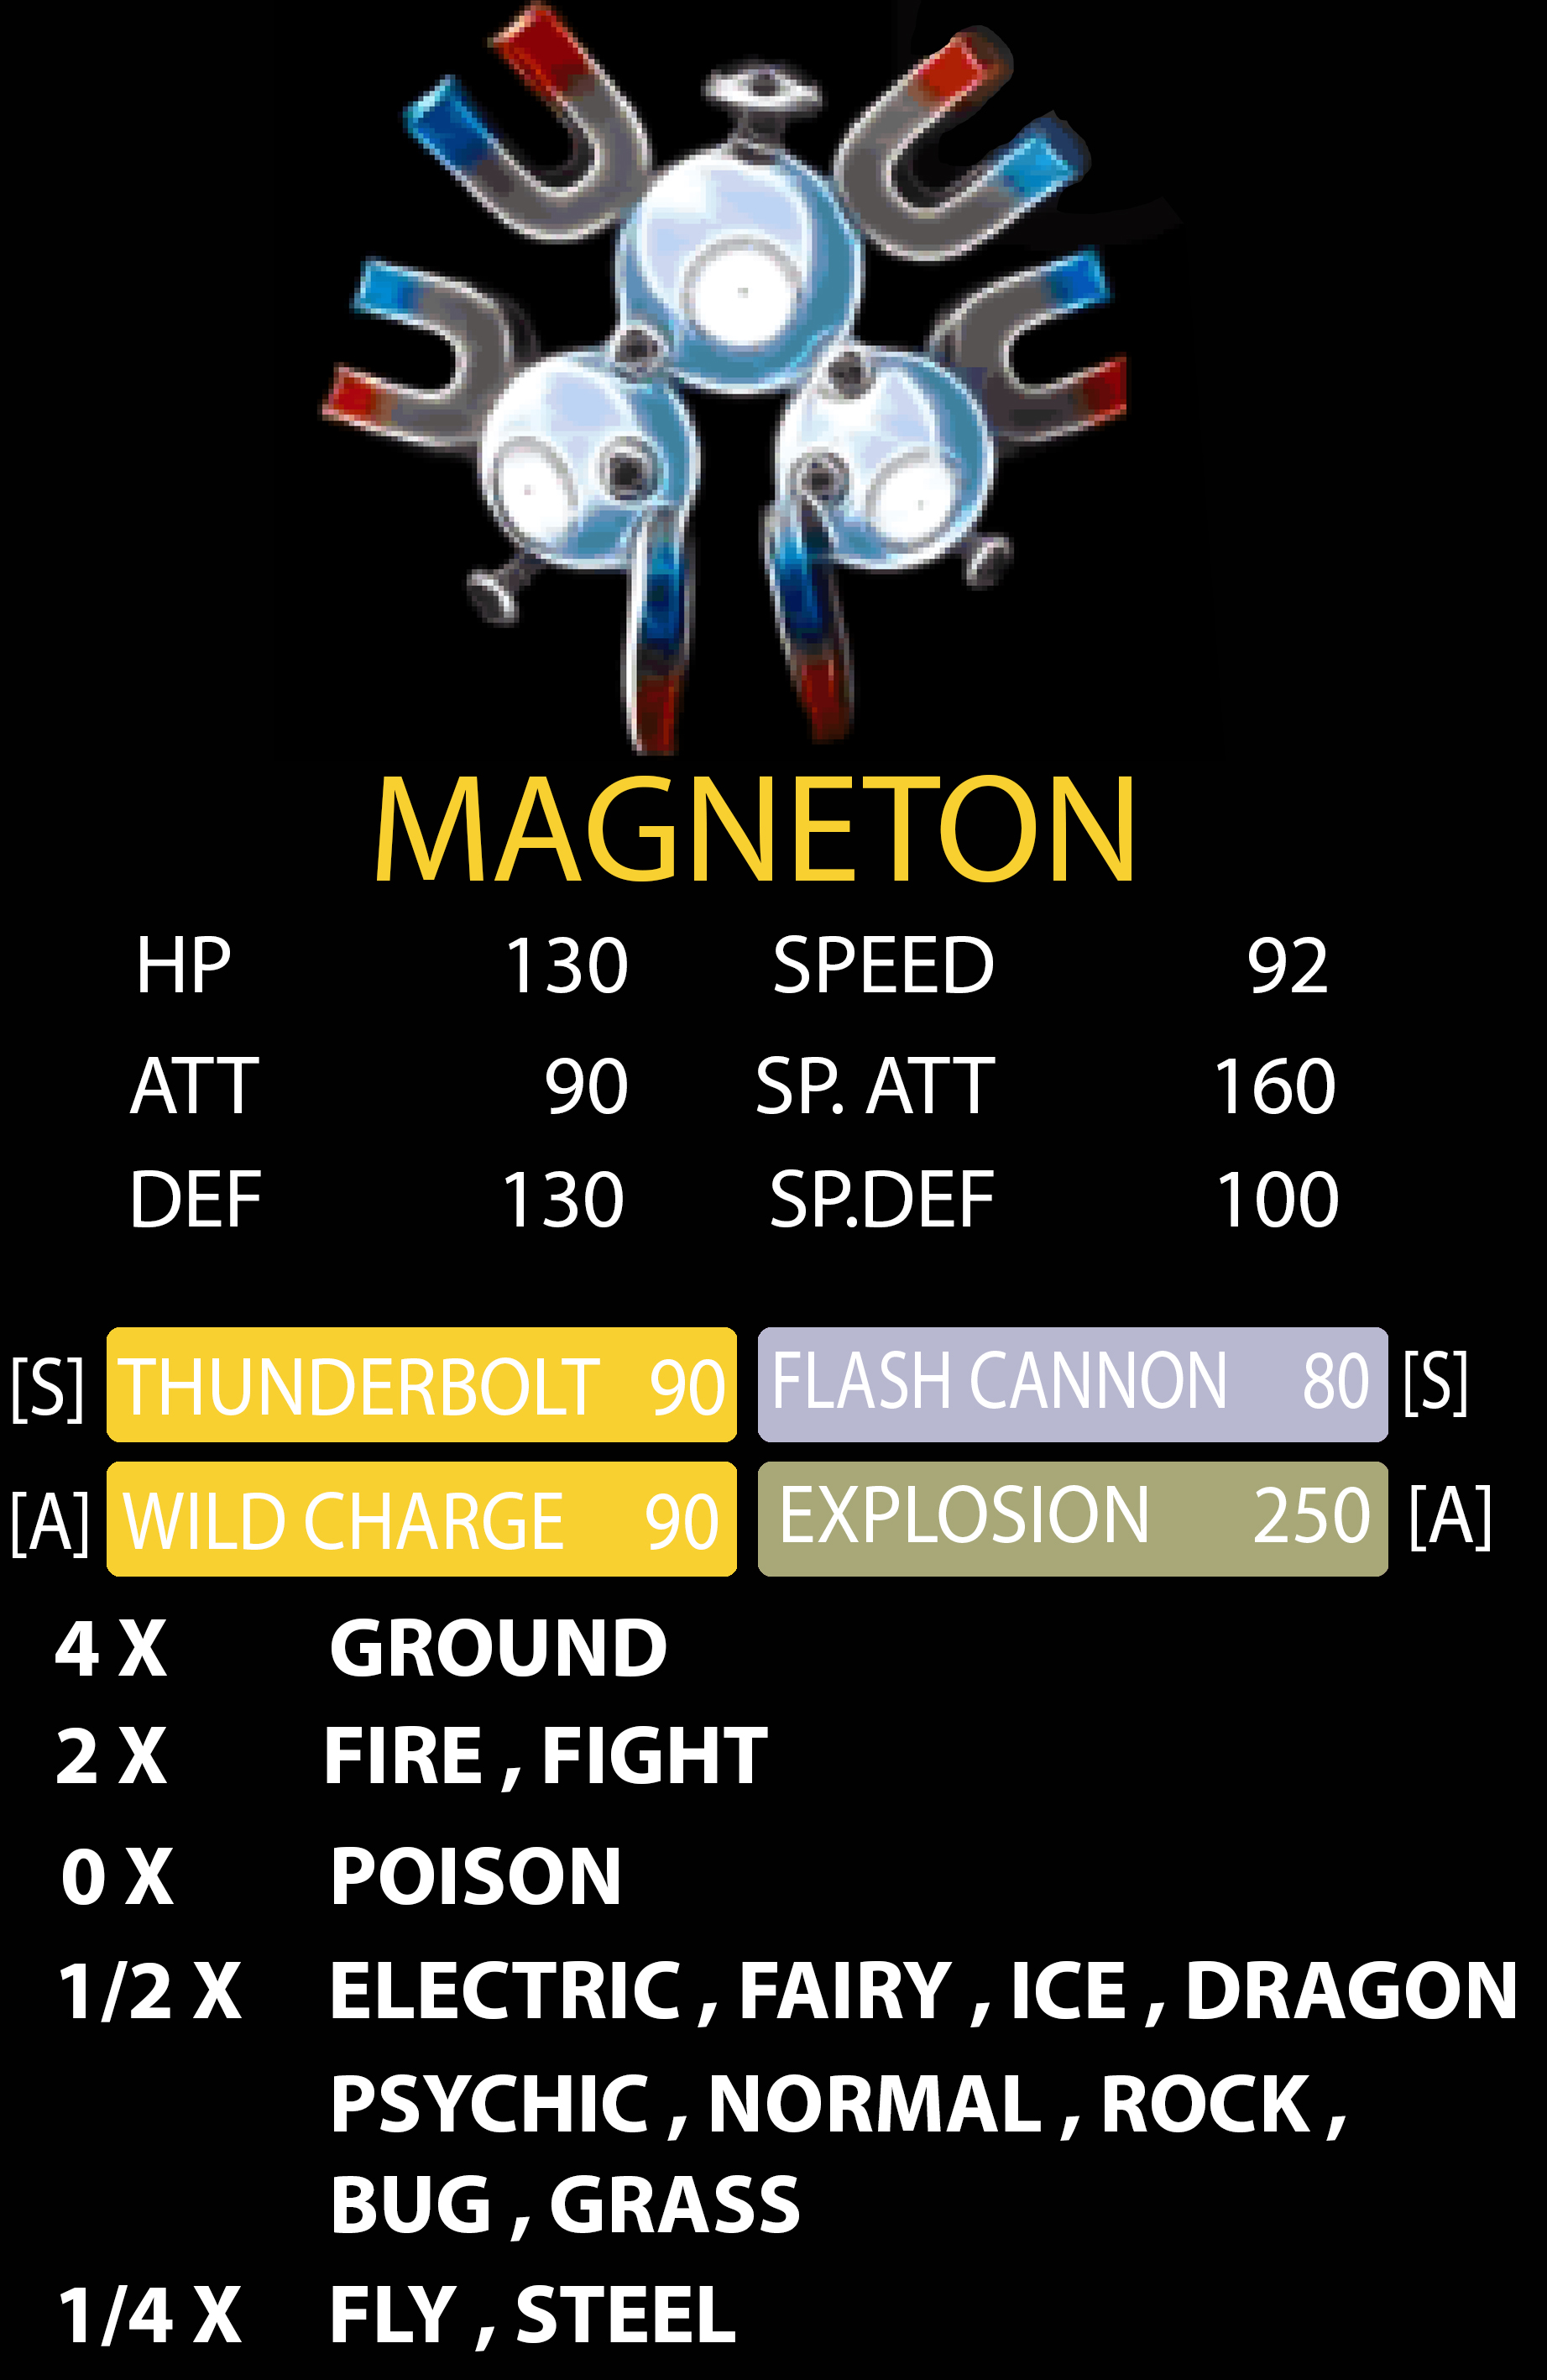 MAGNETON
HP 130 SPEED 92
ATT 90 SP. ATT 160
DEF 130 SP.DEF 100
[S] THUNDERBOLT 90 FLASH CANNON 80 [S]
[A] WILD CHARGE 90 EXPLOSION 250 [A]
4 X GROUND
2 X FIRE , FIGHT
0 X POISON
1/2 X ELECTRIC , FAIRY , ICE , DRAGON
PSYCHIC , NORMAL , ROCK ,
BUG , GRASS
1/4 X FLY , STEEL